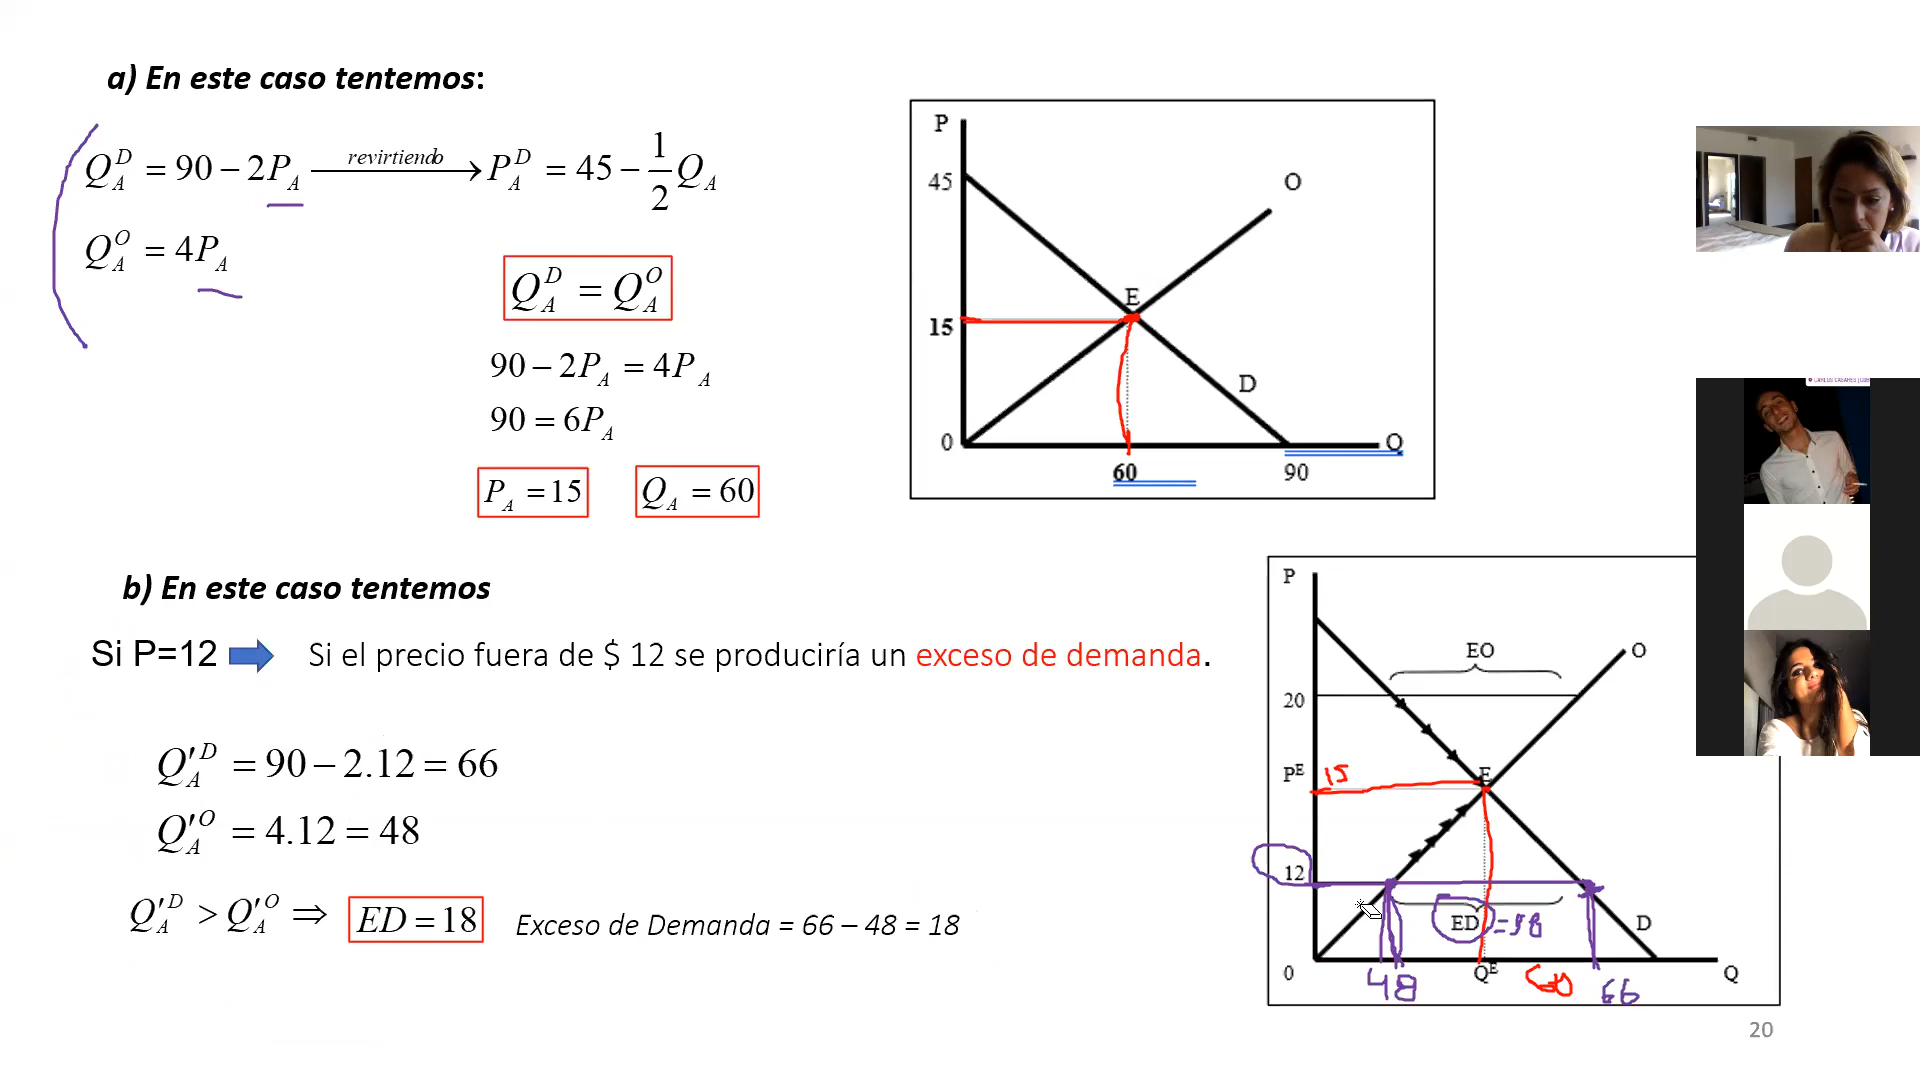 a) En este caso tentemos:
Q_A^D = 90 − 2P_A revirtiendo → P_A^D = 45 − 1/2 Q_A
Q_A^O = 4P_A
Q_A^D = Q_A^O
90 − 2P_A = 4P_A
90 = 6P_A
P_A = 15 Q_A = 60
P
45
O
E
15
D
0
Q
60
90
b) En este caso tentemos
Si P=12 Si el precio fuera de $ 12 se produciría un exceso de demanda.
Q'_A^D = 90 − 2.12 = 66
Q'_A^O = 4.12 = 48
Q'_A^D > Q'_A^O ⇒ ED = 18 Exceso de Demanda = 66 – 48 = 18
P
EO
O
20
P^E 15
E
12
ED = 18
D
0
Q^E
Q
48
60
66
20